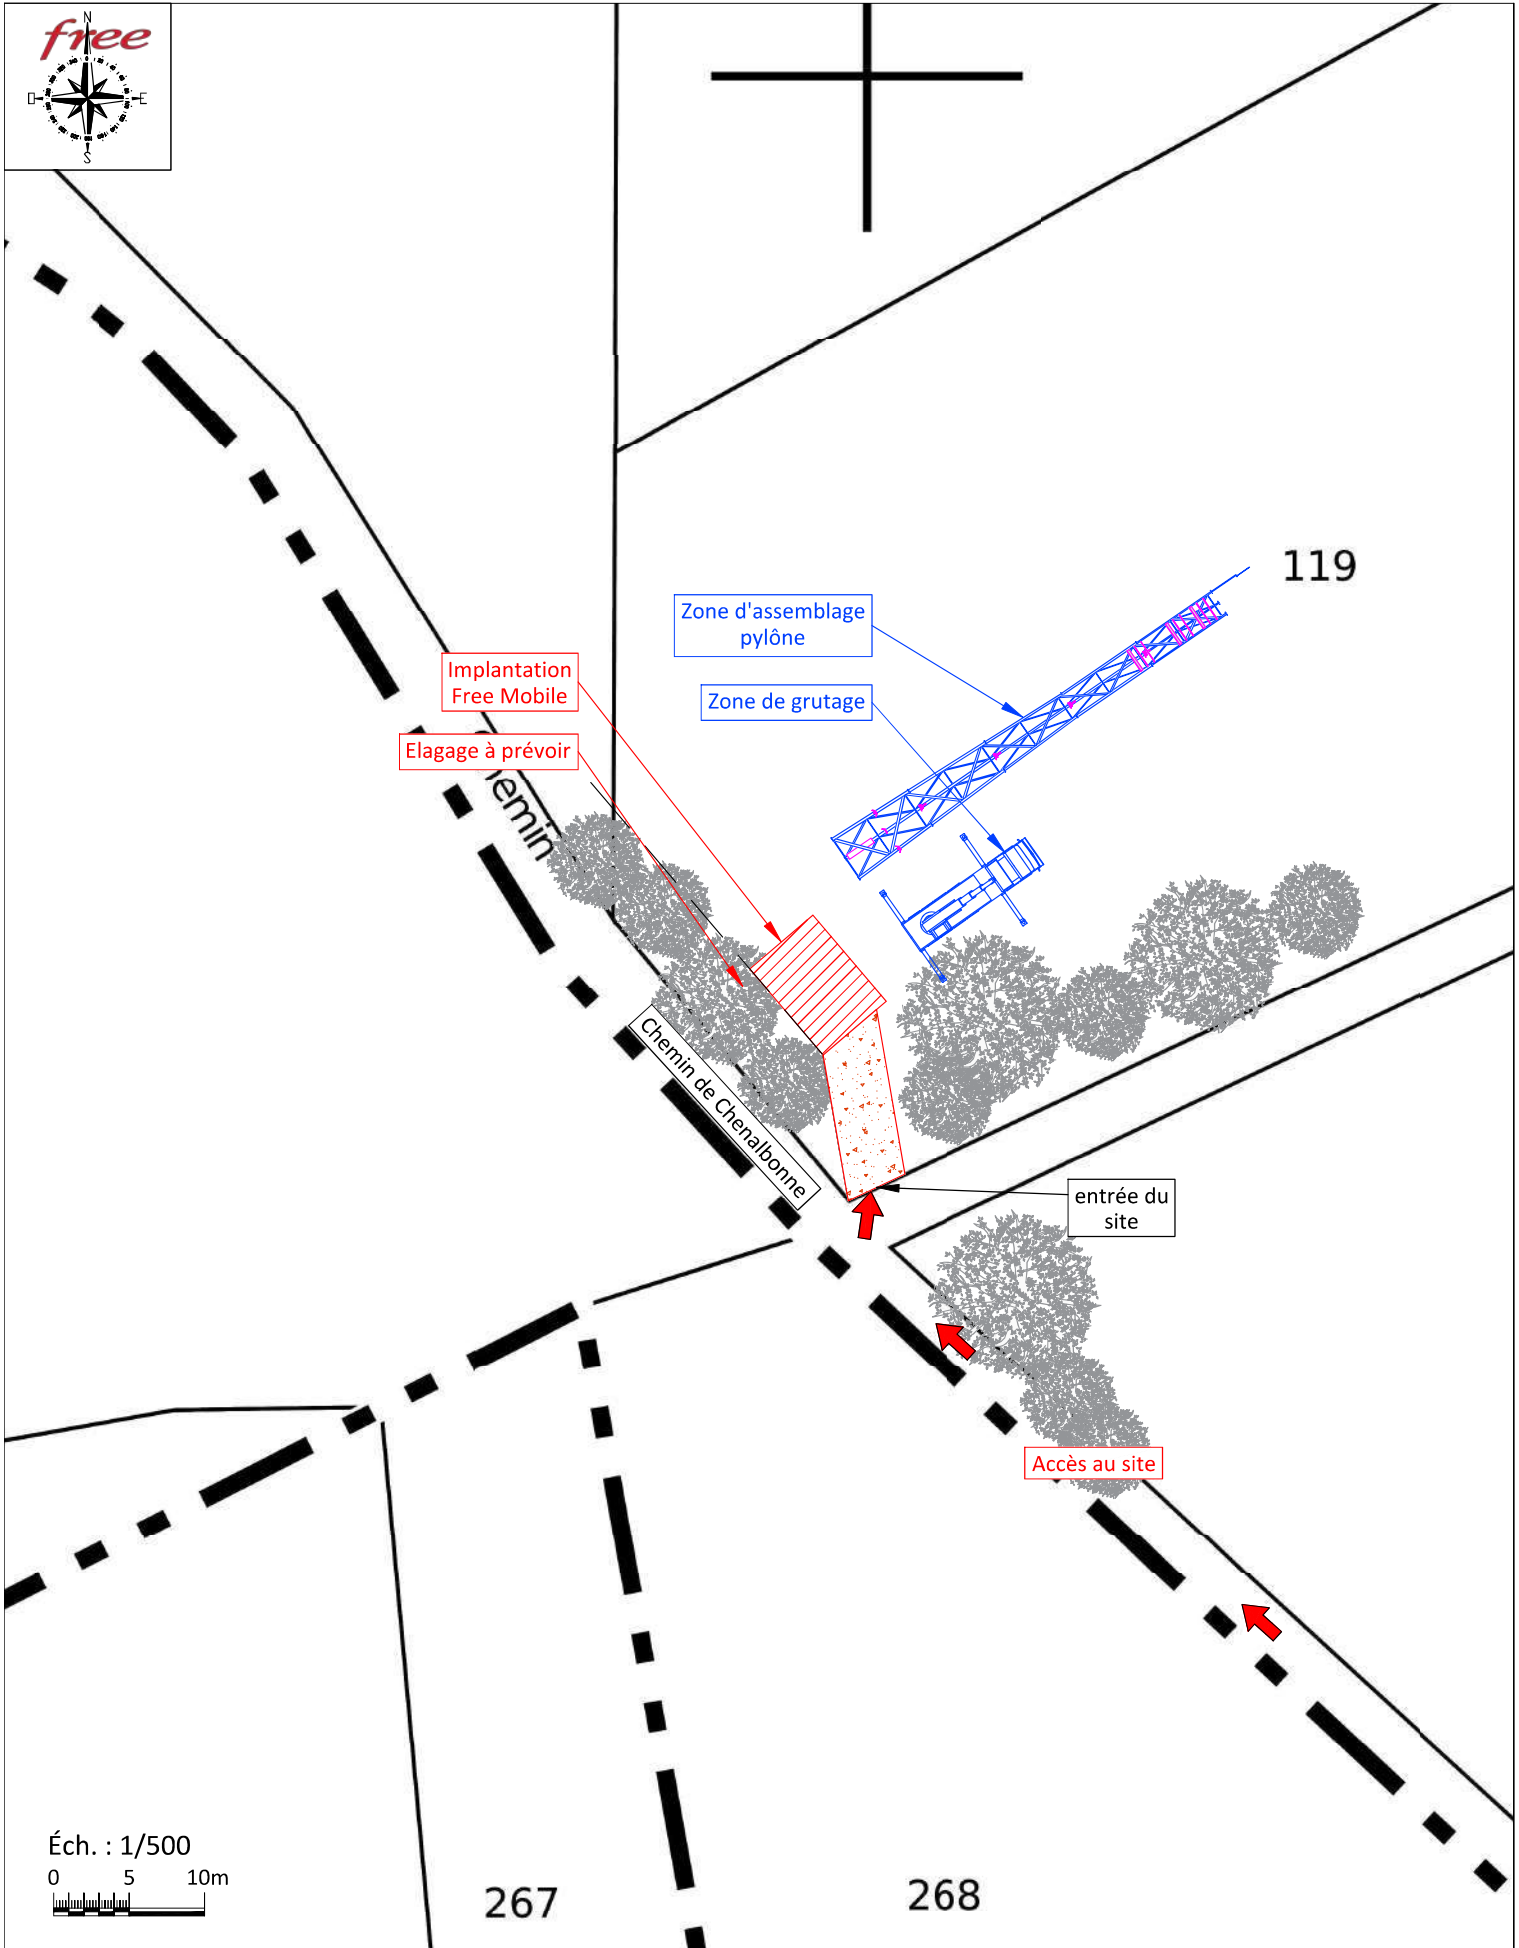 free
N
O
E
S
119
Zone d'assemblage
pylône
Implantation
Free Mobile
Zone de grutage
Elagage à prévoir
hemin
Chemin de Chenalbonne
entrée du
site
Accès au site
Éch. : 1/500
0 5 10m
267
268